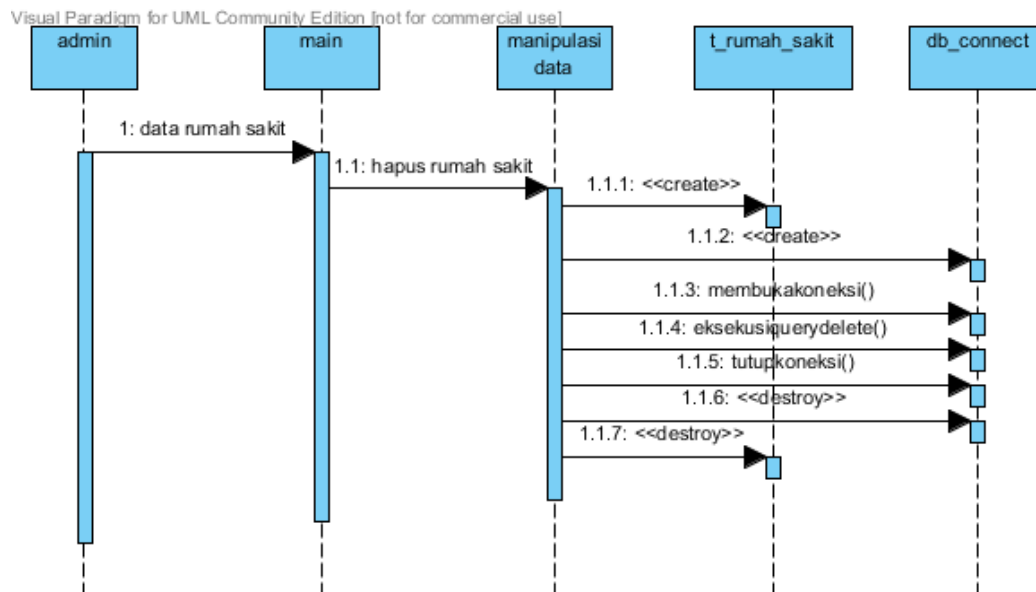 Visual Paradigm for UML Community Edition [not for commercial use]
admin
main
manipulasi
data
t_rumah_sakit
db_connect
1: data rumah sakit
1.1: hapus rumah sakit
1.1.1: <<create>>
1.1.2: <<create>>
1.1.3: membukakoneksi()
1.1.4: eksekusiquerydelete()
1.1.5: tutupkoneksi()
1.1.6: <<destroy>>
1.1.7: <<destroy>>